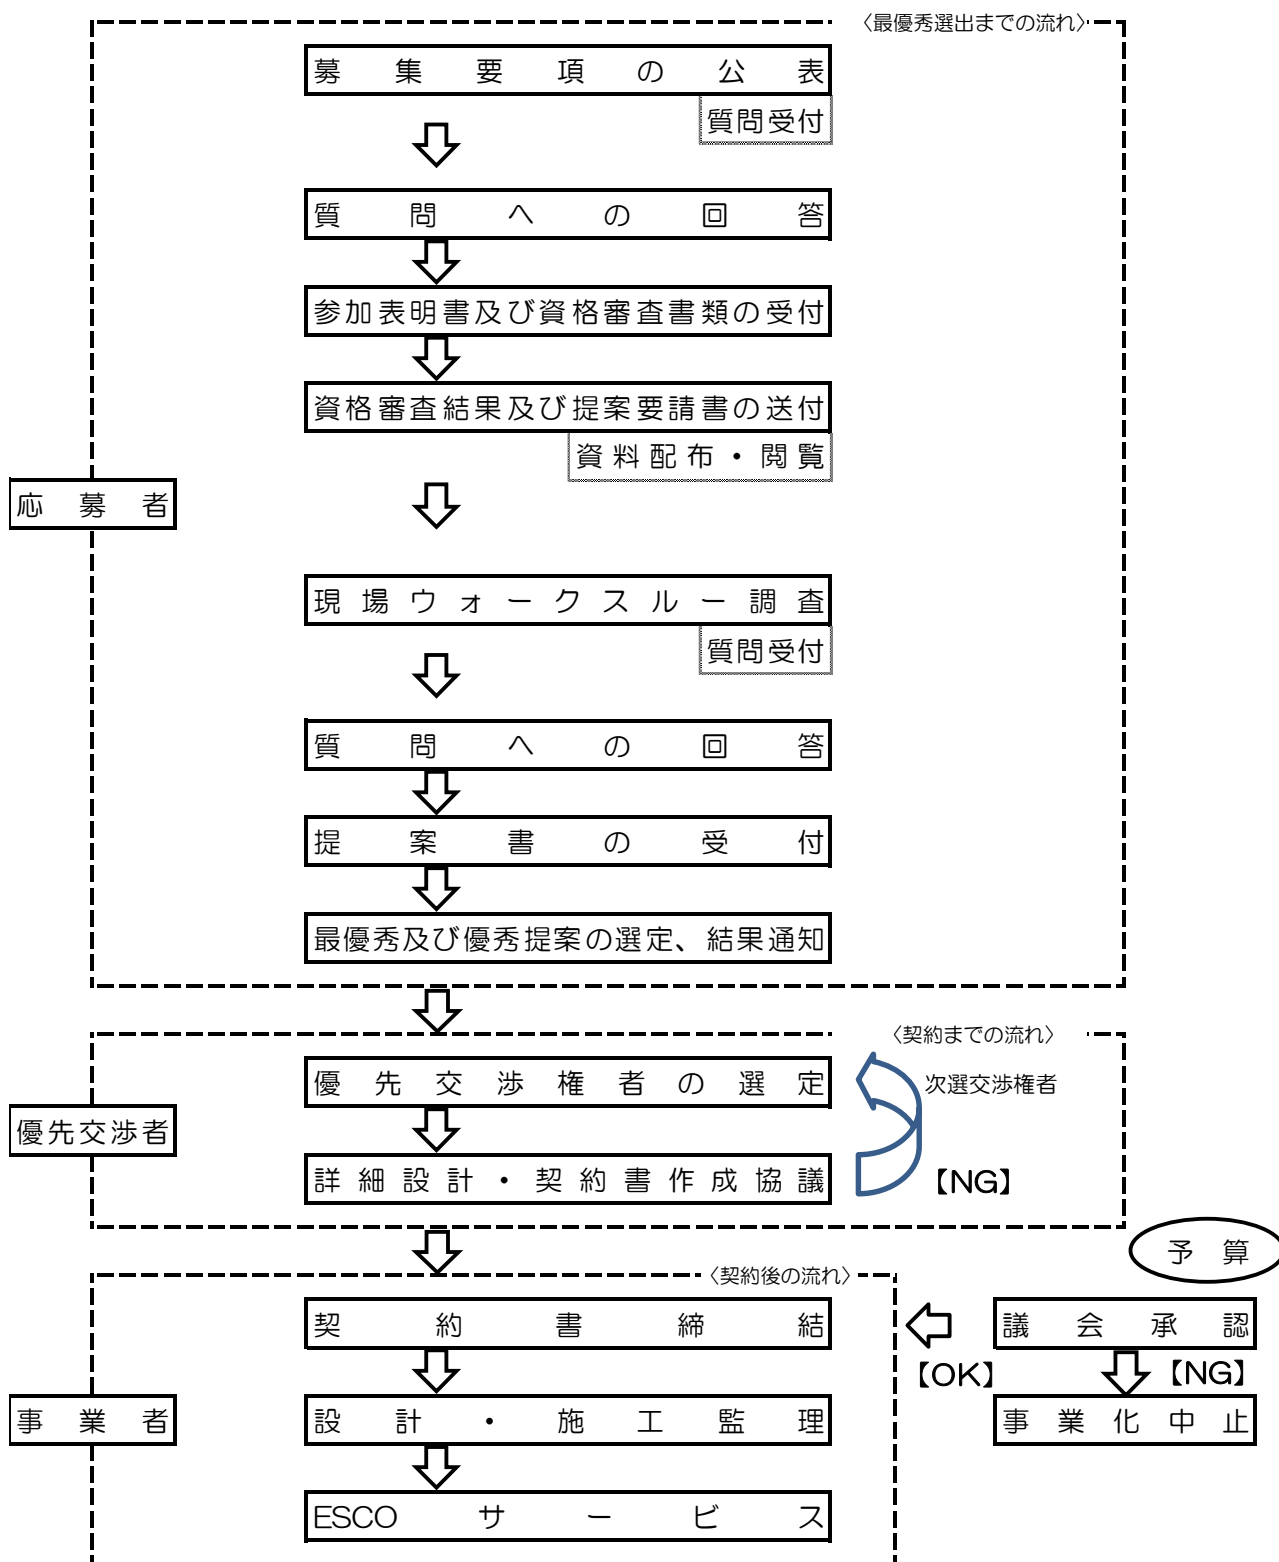 〈最優秀選出までの流れ〉
募集要項の公表
質問受付
質問への回答
参加表明書及び資格審査書類の受付
資格審査結果及び提案要請書の送付
資料配布・閲覧
応募者
現場ウォークスルー調査
質問受付
質問への回答
提案書の受付
最優秀及び優秀提案の選定、結果通知
〈契約までの流れ〉
優先交渉権者の選定
次選交渉権者
優先交渉者
詳細設計・契約書作成協議
【NG】
予算
〈契約後の流れ〉
契約書締結
議会承認
【OK】
【NG】
事業者
設計・施工監理
事業化中止
ESCOサービス